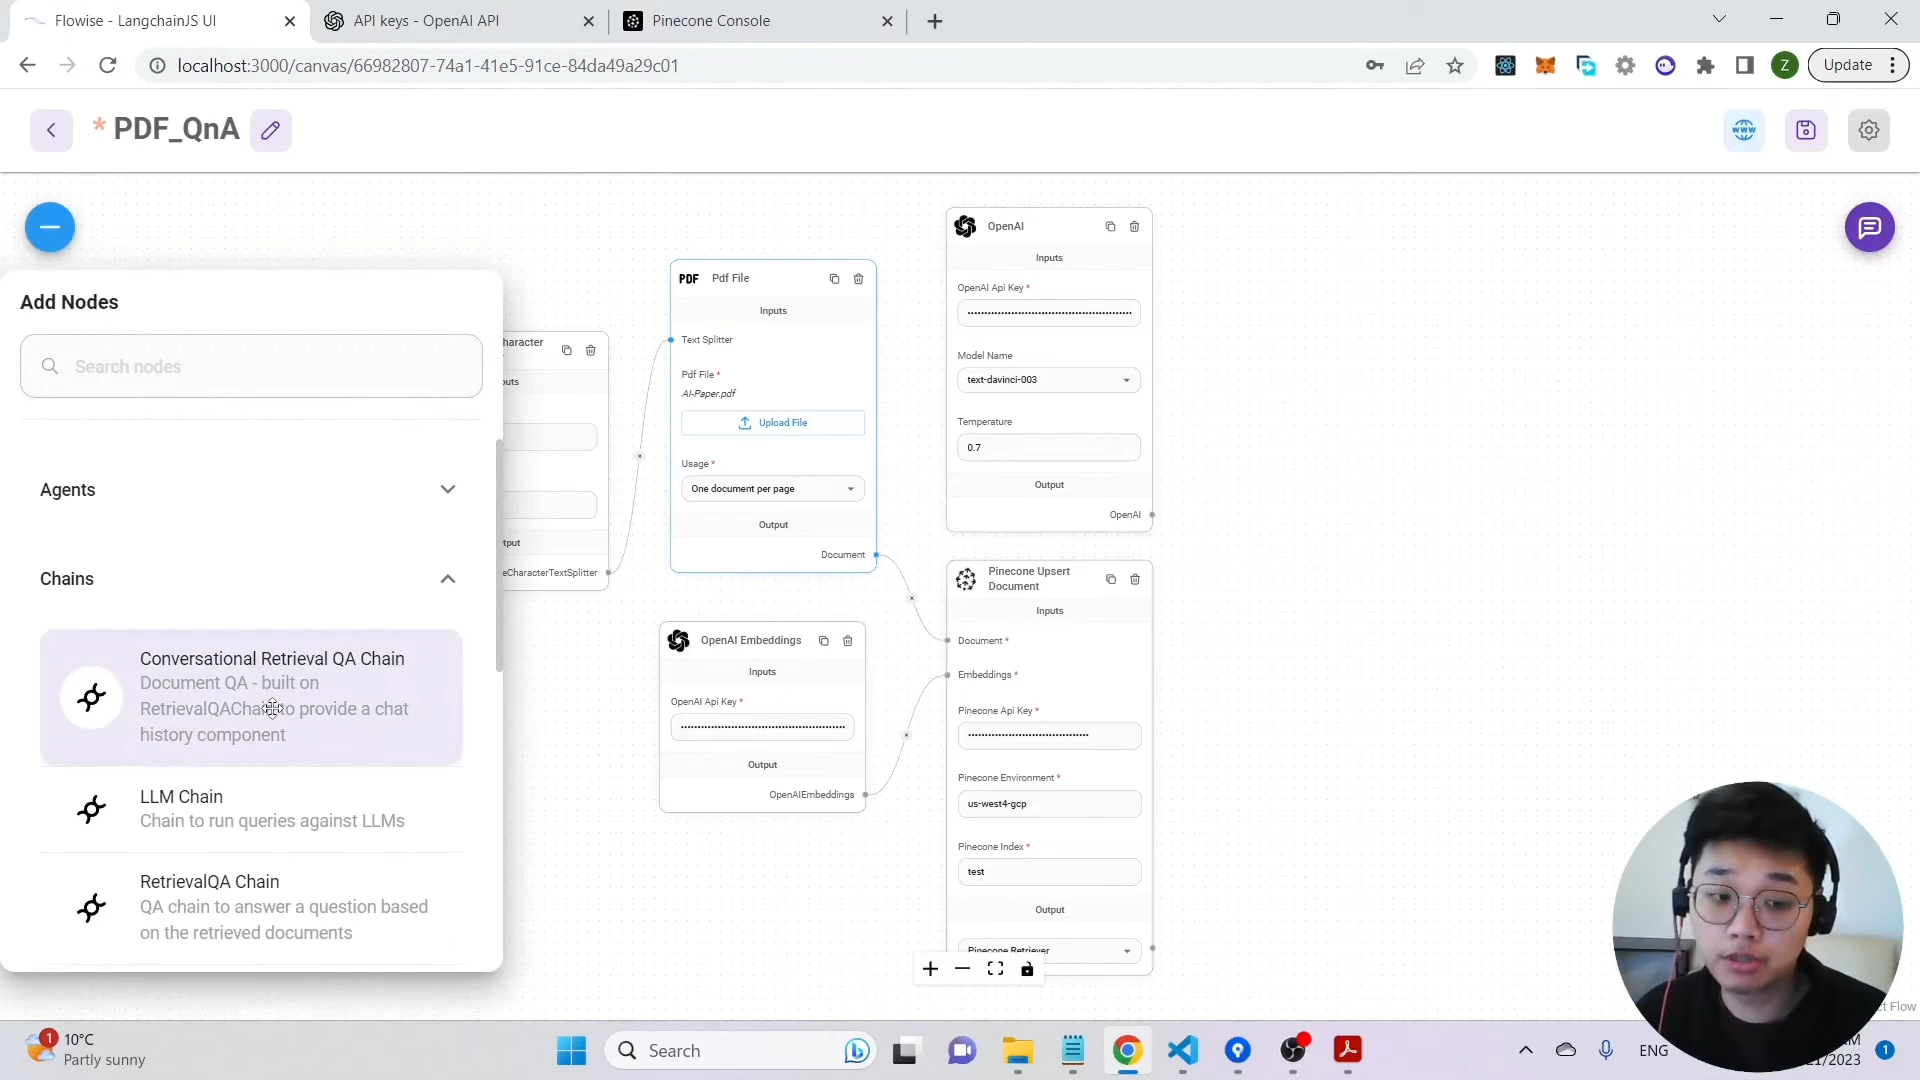 Flowise - LangchainJS UI
API keys - OpenAI API
Pinecone Console
localhost:3000/canvas/66982807-74a1-41e5-91ce-84da49a29c01
Z
Update
* PDF_QnA
WWW
Add Nodes
Search nodes
Agents
Chains
Conversational Retrieval QA Chain
Document QA - built on
to provide a chat
history component
LLM Chain
Chain to run queries against LLMs
RetrievalQA Chain
QA chain to answer a question based
on the retrieved documents
PDF Pdf File
Inputs
Text Splitter
Pdf File *
AI-Paper.pdf
Upload File
Usage *
One document per page
Output
Document
OpenAI Embeddings
Inputs
OpenAI Api Key *
Output
OpenAIEmbeddings
OpenAI
Inputs
OpenAI Api Key *
Model Name
text-davinci-003
Temperature
0.7
Output
OpenAI
Pinecone Upsert
Document
Inputs
Document *
Embeddings *
Pinecone Api Key *
Pinecone Environment *
us-west4-gcp
Pinecone Index *
test
Output
Pinecone Retriever
Flow
1
10°C
Partly sunny
Search
ENG
1